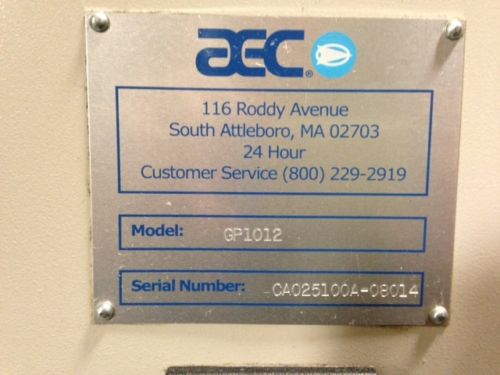 AEC®
116 Roddy Avenue
South Attleboro, MA 02703
24 Hour
Customer Service (800) 229-2919
Model: GP1012
Serial Number: CA025100A-08014